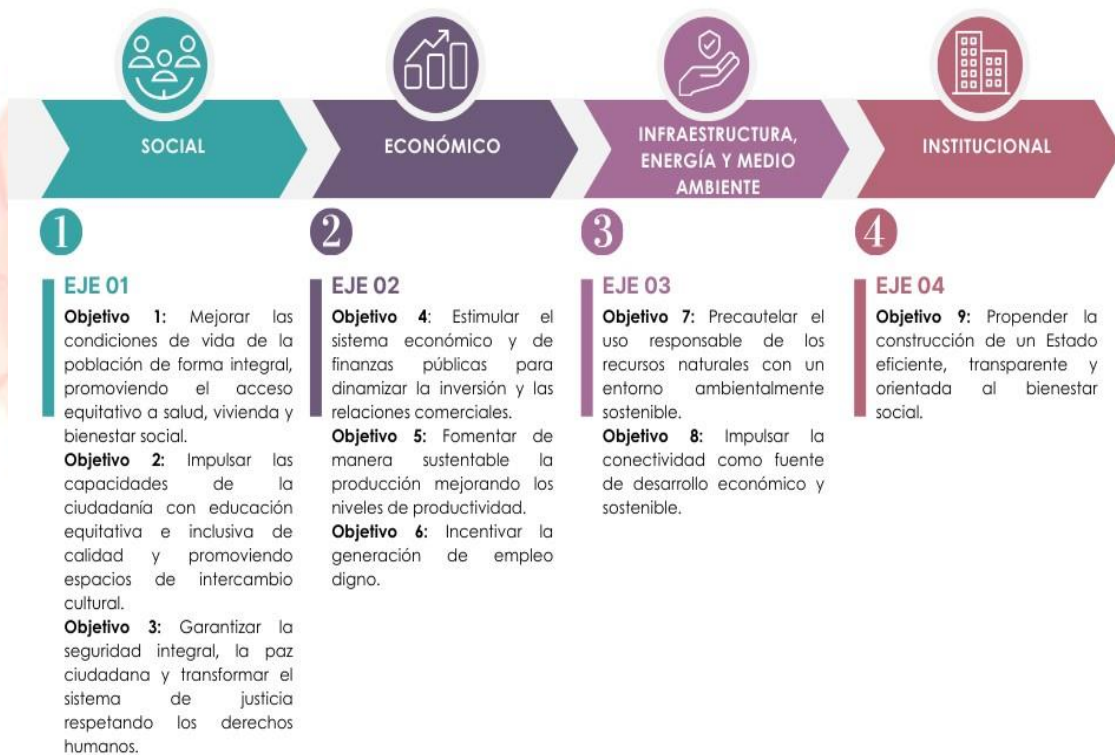 SOCIAL
ECONÓMICO
INFRAESTRUCTURA,
ENERGÍA Y MEDIO
AMBIENTE
INSTITUCIONAL
1
EJE 01
Objetivo 1: Mejorar las
condiciones de vida de la
población de forma integral,
promoviendo el acceso
equitativo a salud, vivienda y
bienestar social.
Objetivo 2: Impulsar las
capacidades de la
ciudadanía con educación
equitativa e inclusiva de
calidad y promoviendo
espacios de intercambio
cultural.
Objetivo 3: Garantizar la
seguridad integral, la paz
ciudadana y transformar el
sistema de justicia
respetando los derechos
humanos.
2
EJE 02
Objetivo 4: Estimular el
sistema económico y de
finanzas públicas para
dinamizar la inversión y las
relaciones comerciales.
Objetivo 5: Fomentar de
manera sustentable la
producción mejorando los
niveles de productividad.
Objetivo 6: Incentivar la
generación de empleo
digno.
3
EJE 03
Objetivo 7: Precautelar el
uso responsable de los
recursos naturales con un
entorno ambientalmente
sostenible.
Objetivo 8: Impulsar la
conectividad como fuente
de desarrollo económico y
sostenible.
4
EJE 04
Objetivo 9: Propender la
construcción de un Estado
eficiente, transparente y
orientada al bienestar
social.